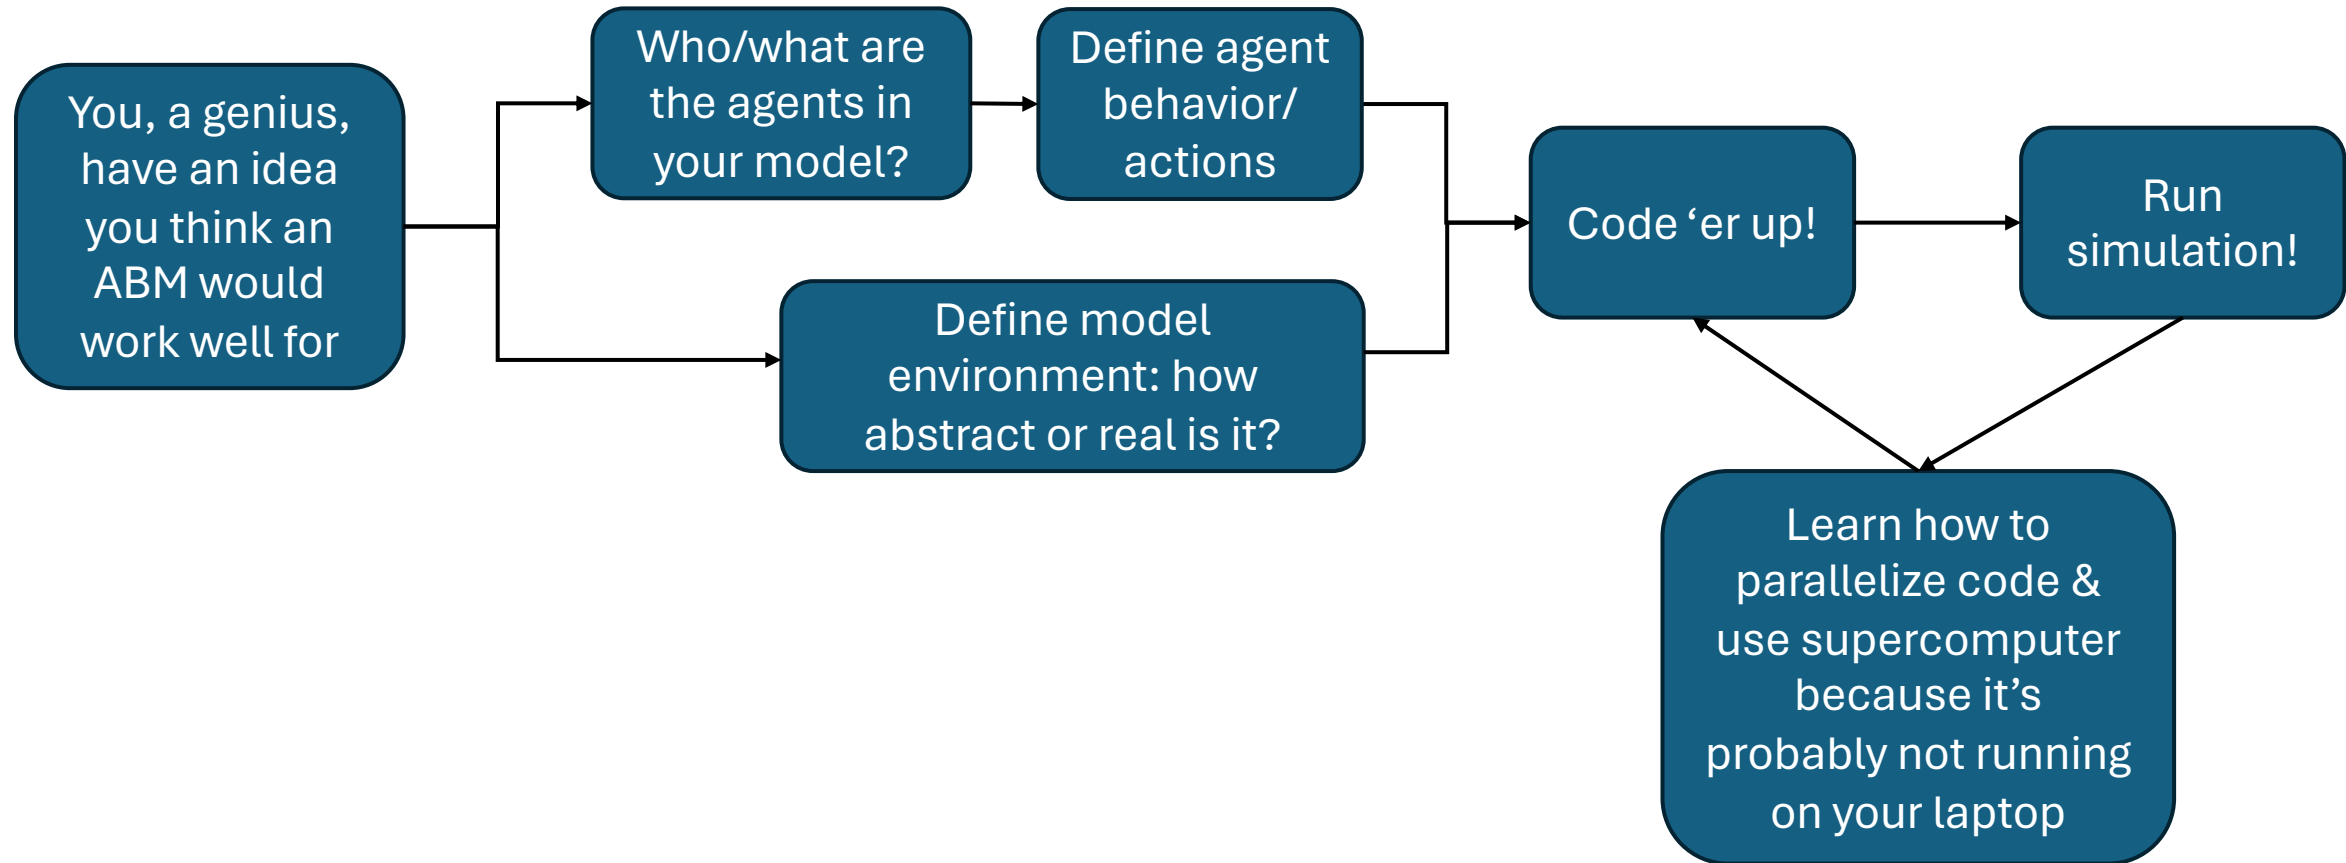 You, a genius,
have an idea
you think an
ABM would
work well for
Who/what are
the agents in
your model?
Define agent
behavior/
actions
Define model
environment: how
abstract or real is it?
Code ‘er up!
Run
simulation!
Learn how to
parallelize code &
use supercomputer
because it’s
probably not running
on your laptop